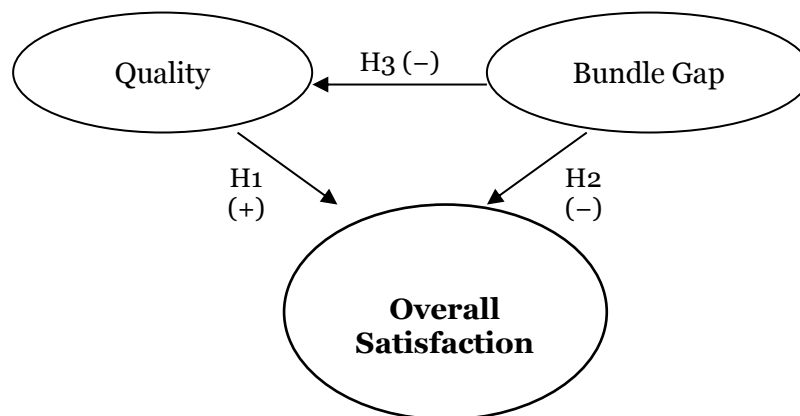 H3 (−)
Quality
Bundle Gap
H1
(+)
H2
(−)
Overall
Satisfaction